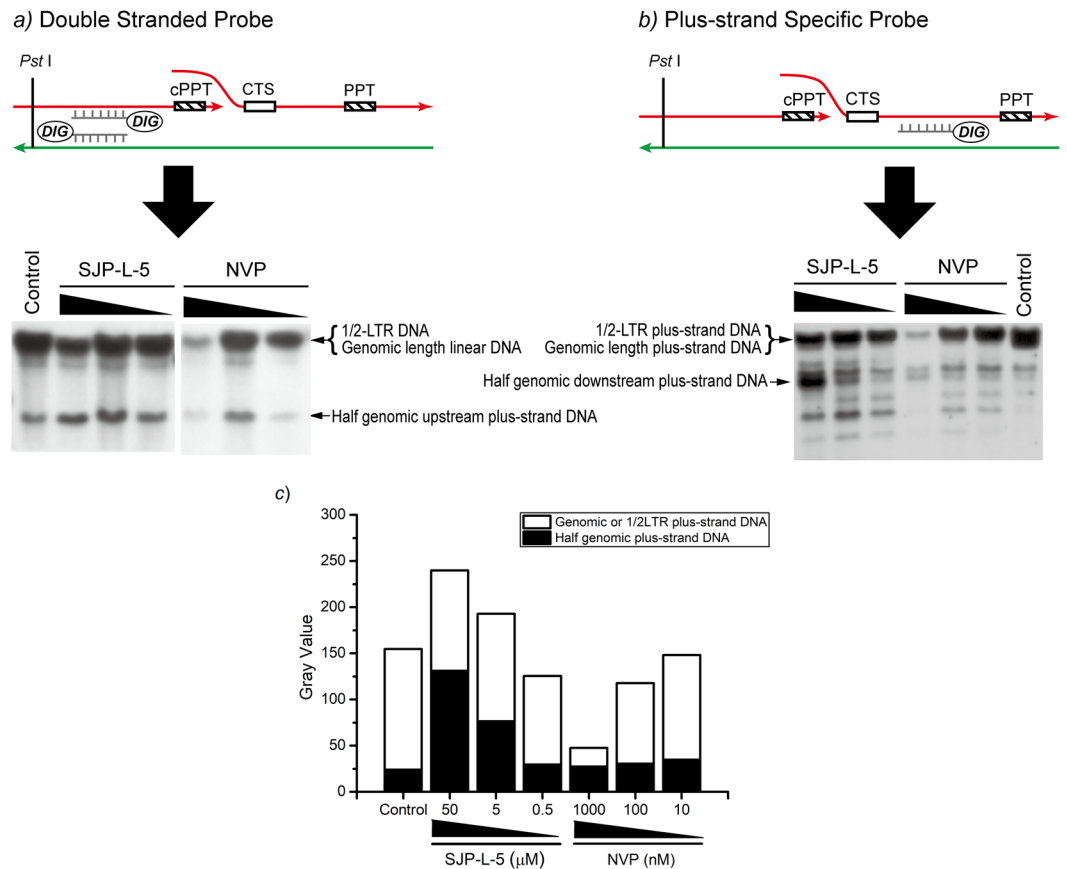 a) Double Stranded Probe
Pst I
cPPT
CTS
PPT
DIG
DIG
Control
SJP-L-5
NVP
1/2-LTR DNA
Genomic length linear DNA
Half genomic upstream plus-strand DNA
b) Plus-strand Specific Probe
Pst I
cPPT
CTS
PPT
DIG
SJP-L-5
NVP
Control
1/2-LTR plus-strand DNA
Genomic length plus-strand DNA
Half genomic downstream plus-strand DNA
c)
Genomic or 1/2LTR plus-strand DNA
Half genomic plus-strand DNA
Gray Value
300
250
200
150
100
50
0
Control 50 5 0.5 1000 100 10
SJP-L-5 (μM) NVP (nM)